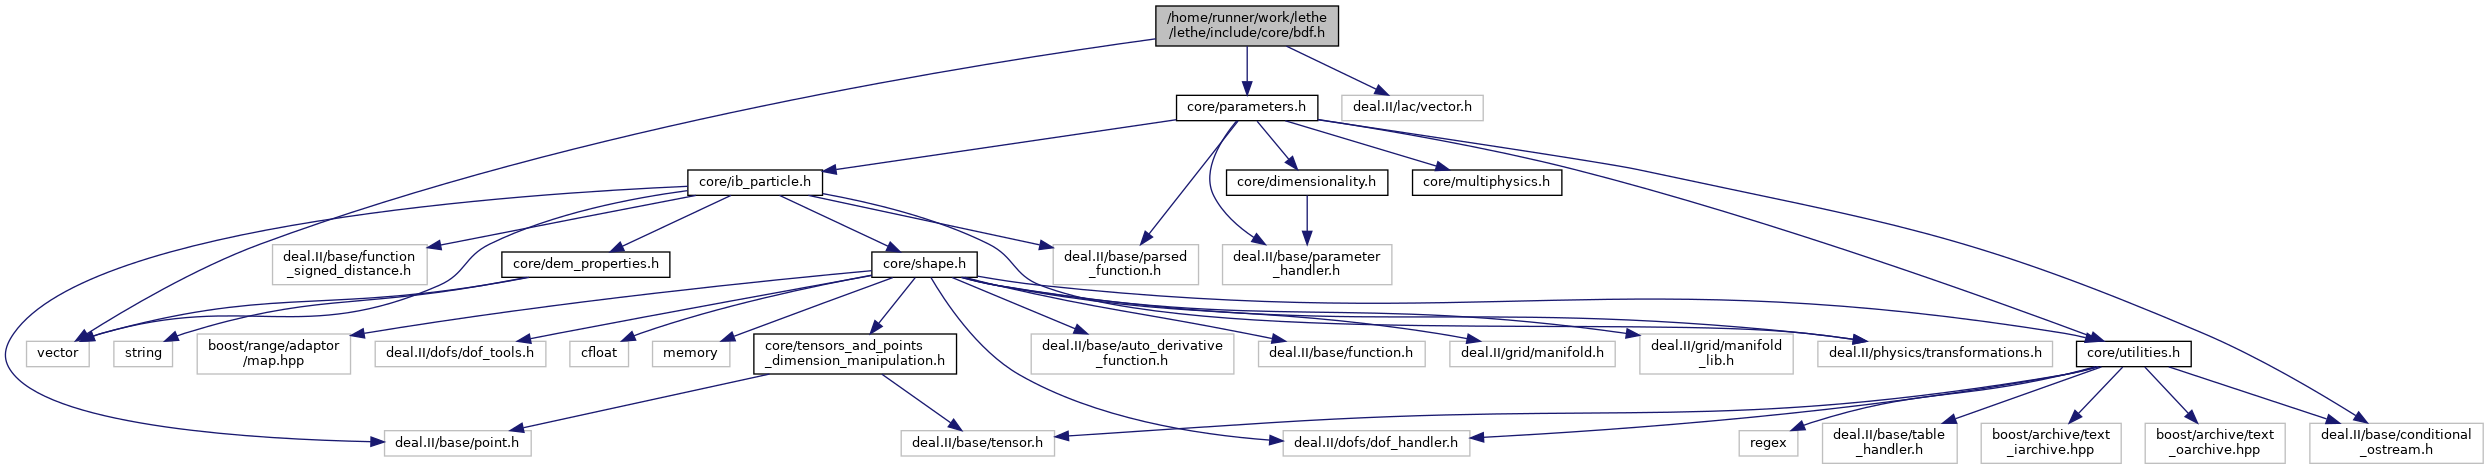 /home/runner/work/lethe
/lethe/include/core/bdf.h
core/parameters.h
deal.II/lac/vector.h
core/ib_particle.h
core/dimensionality.h
core/multiphysics.h
deal.II/base/function
_signed_distance.h
core/dem_properties.h
core/shape.h
deal.II/base/parsed
_function.h
deal.II/base/parameter
_handler.h
vector
string
boost/range/adaptor
/map.hpp
deal.II/dofs/dof_tools.h
cfloat
memory
core/tensors_and_points
_dimension_manipulation.h
deal.II/base/auto_derivative
_function.h
deal.II/base/function.h
deal.II/grid/manifold.h
deal.II/grid/manifold
_lib.h
deal.II/physics/transformations.h
core/utilities.h
deal.II/base/point.h
deal.II/base/tensor.h
deal.II/dofs/dof_handler.h
regex
deal.II/base/table
_handler.h
boost/archive/text
_iarchive.hpp
boost/archive/text
_oarchive.hpp
deal.II/base/conditional
_ostream.h